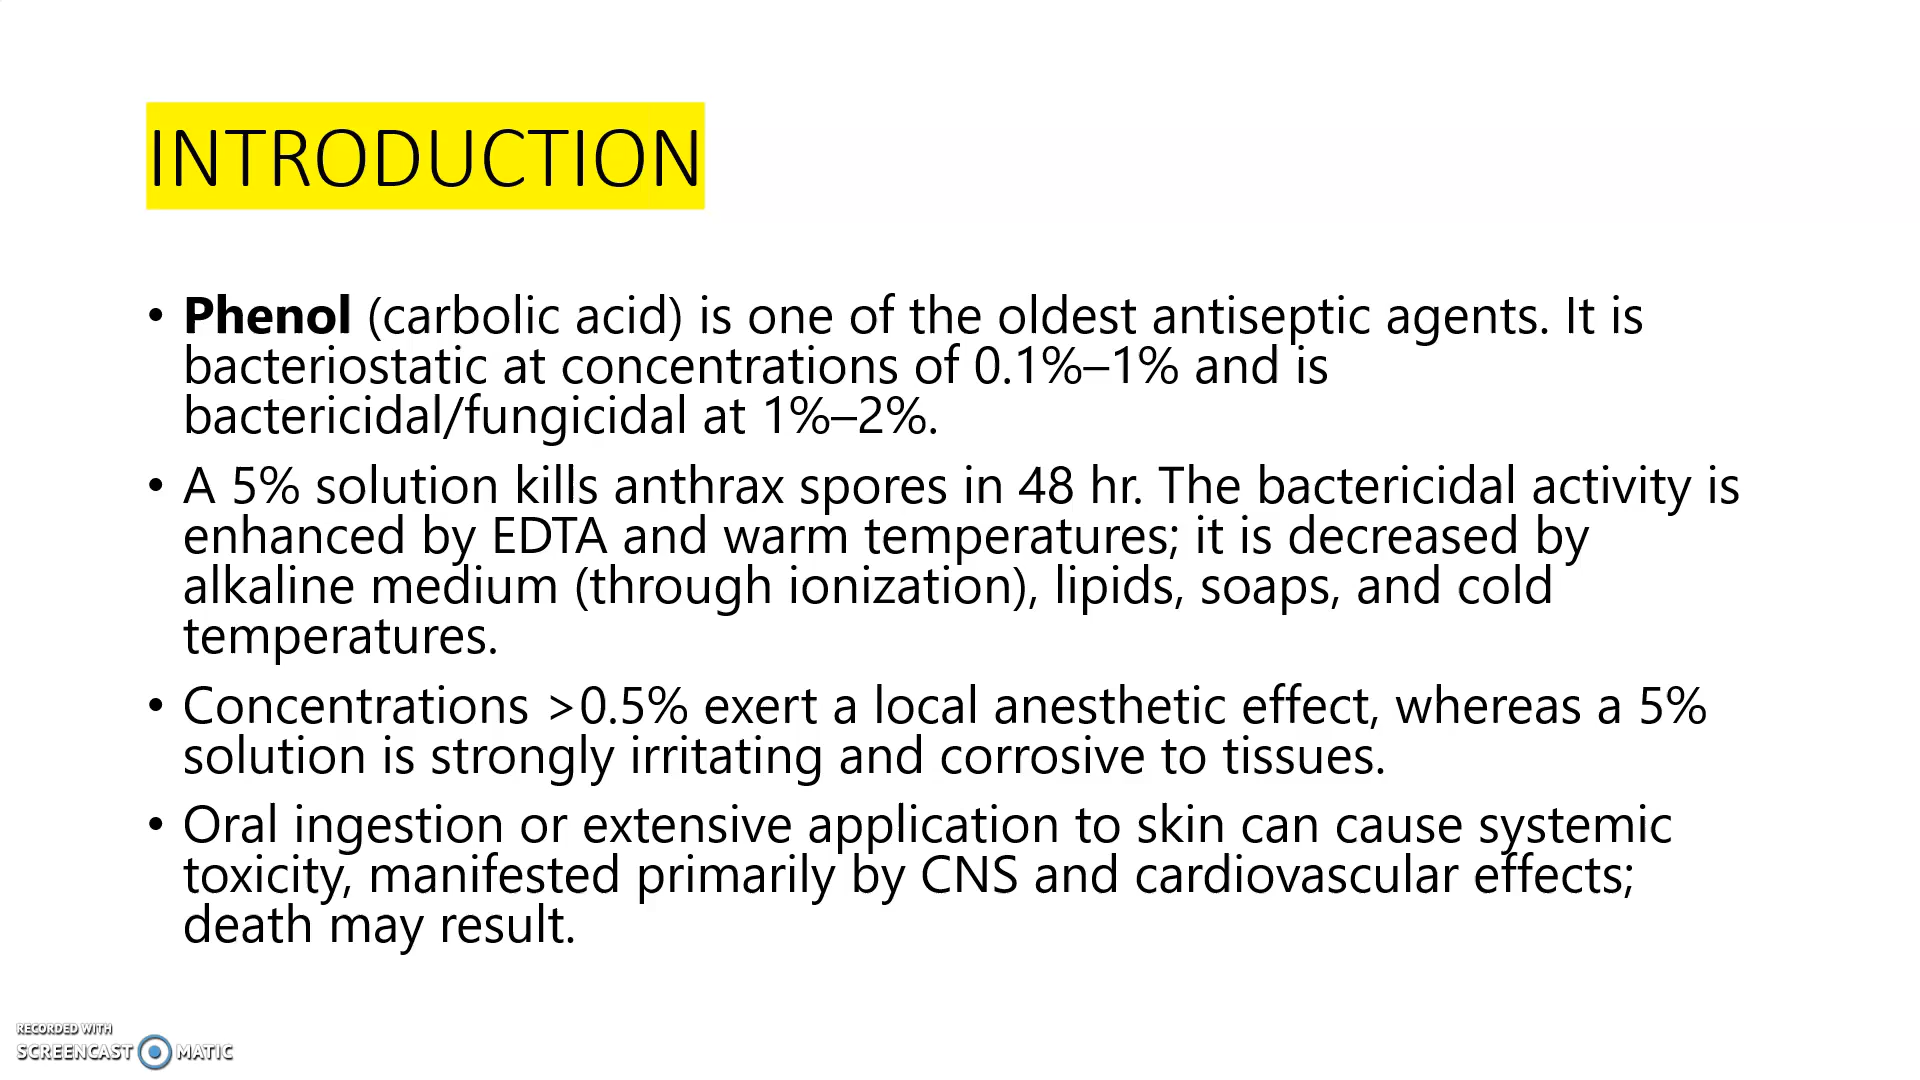 INTRODUCTION
• Phenol (carbolic acid) is one of the oldest antiseptic agents. It is
bacteriostatic at concentrations of 0.1%–1% and is
bactericidal/fungicidal at 1%–2%.
• A 5% solution kills anthrax spores in 48 hr. The bactericidal activity is
enhanced by EDTA and warm temperatures; it is decreased by
alkaline medium (through ionization), lipids, soaps, and cold
temperatures.
• Concentrations >0.5% exert a local anesthetic effect, whereas a 5%
solution is strongly irritating and corrosive to tissues.
• Oral ingestion or extensive application to skin can cause systemic
toxicity, manifested primarily by CNS and cardiovascular effects;
death may result.
RECORDED WITH
SCREENCAST MATIC